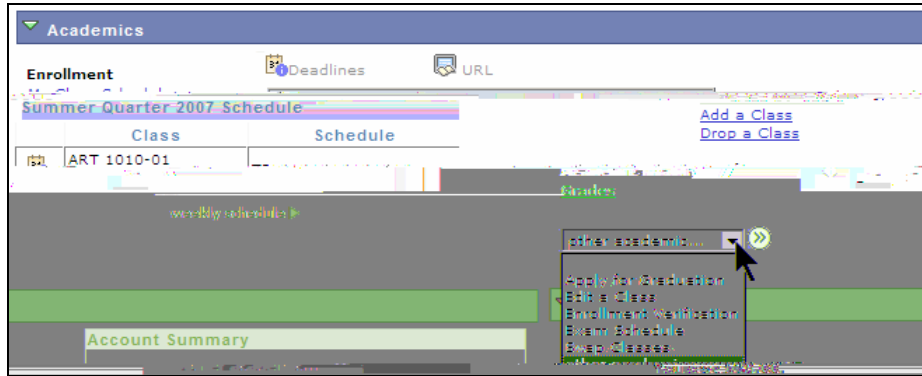 Academics
Enrollment
Deadlines
URL
Summer Quarter 2007 Schedule
Class Schedule
ART 1010-01
Add a Class
Drop a Class
Grades
weekly schedule
other academic...
Apply for Graduation
Edit a Class
Enrollment Verification
Exam Schedule
Swap Classes
Account Summary